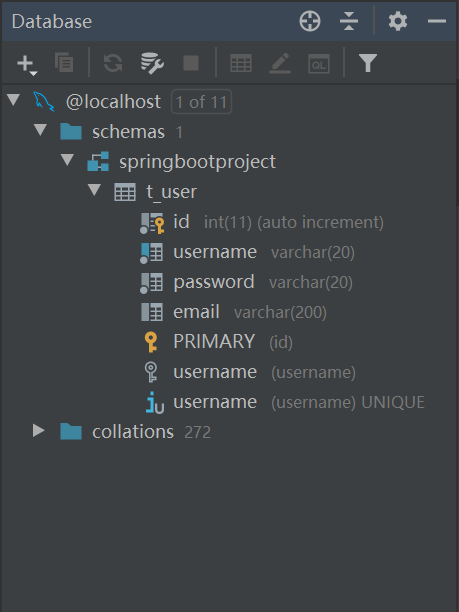 Database
@localhost 1 of 11
schemas 1
springbootproject
t_user
id int(11) (auto increment)
username varchar(20)
password varchar(20)
email varchar(200)
PRIMARY (id)
username (username)
username (username) UNIQUE
collations 272